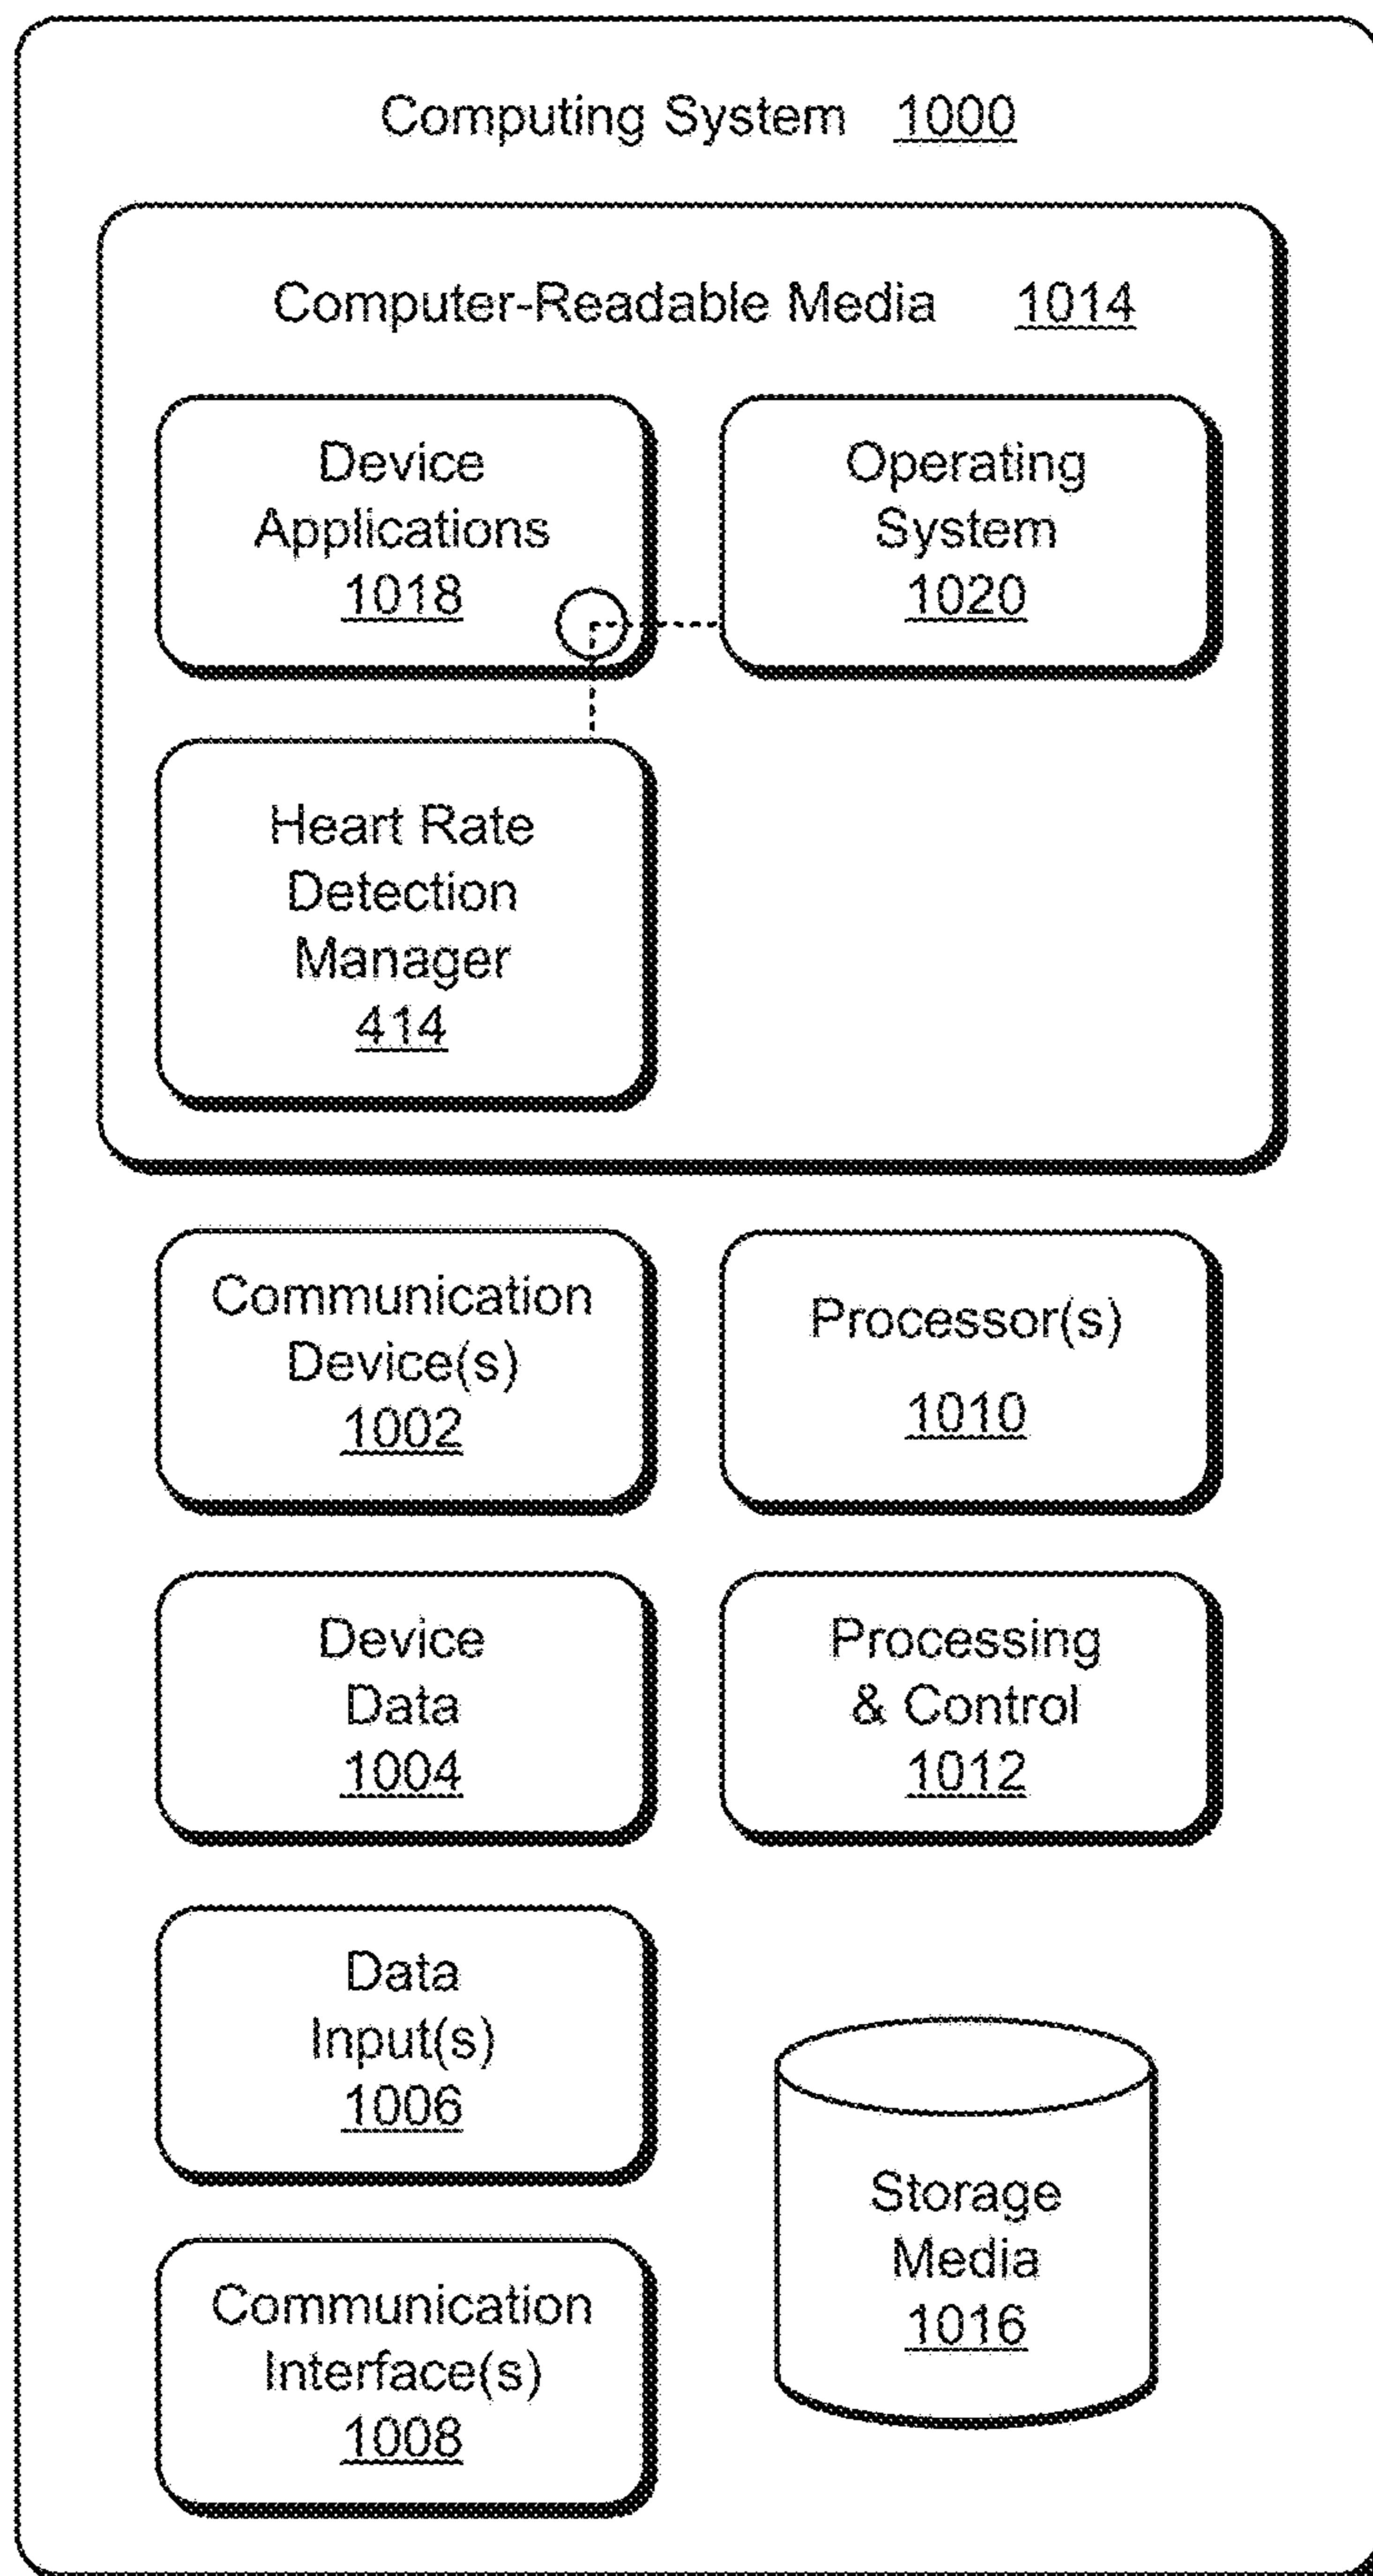 Computing System 1000
Computer-Readable Media 1014
Device
Applications
1018
Operating
System
1020
Heart Rate
Detection
Manager
414
Communication
Device(s)
1002
Processor(s)
1010
Device
Data
1004
Processing
& Control
1012
Data
Input(s)
1006
Storage
Media
1016
Communication
Interface(s)
1008